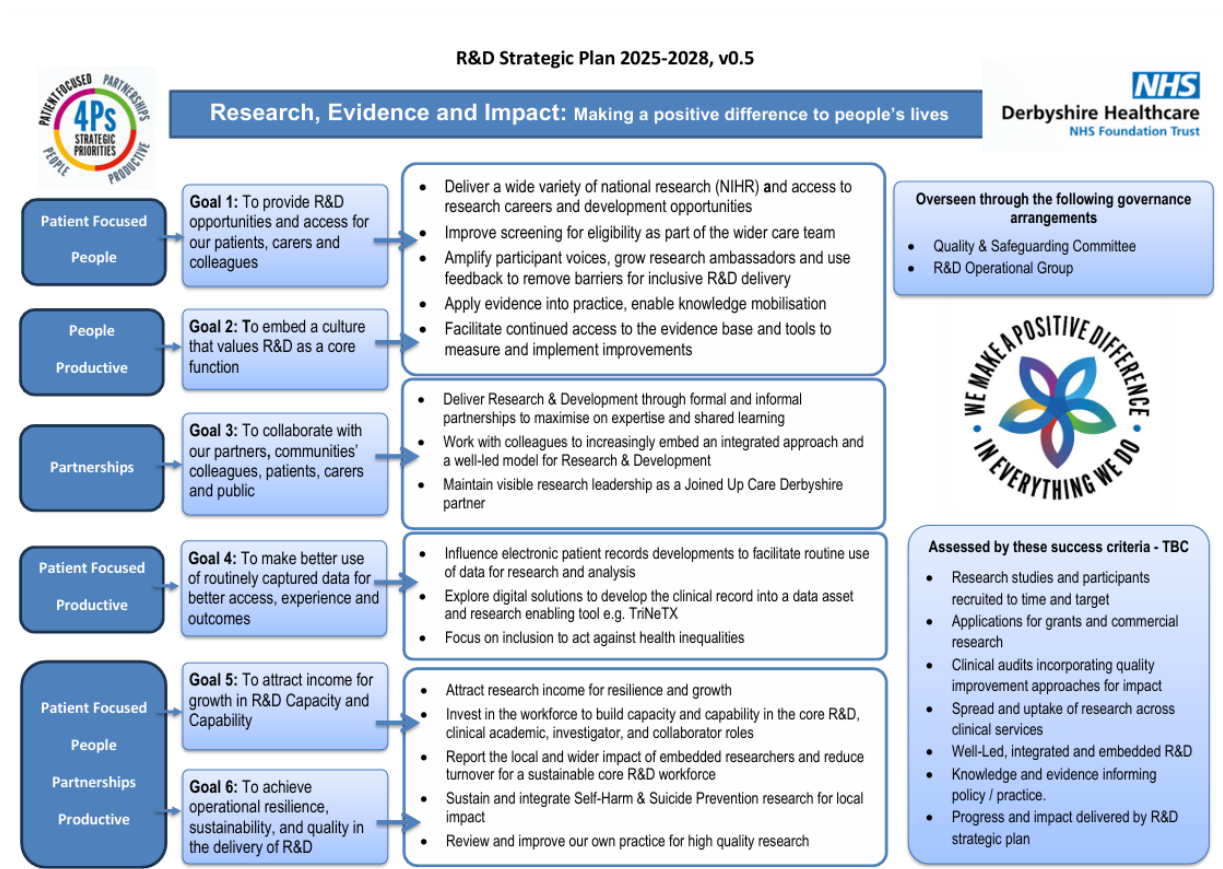 R&D Strategic Plan 2025-2028, v0.5
PATIENT FOCUSED
PARTNERSHIPS
PEOPLE
PRODUCTIVE
4Ps
STRATEGIC
PRIORITIES
Research, Evidence and Impact: Making a positive difference to people's lives
NHS
Derbyshire Healthcare
NHS Foundation Trust
Patient Focused
People
Goal 1: To provide R&D
opportunities and access for
our patients, carers and
colleagues
People
Productive
Goal 2: To embed a culture
that values R&D as a core
function
• Deliver a wide variety of national research (NIHR) and access to
research careers and development opportunities
• Improve screening for eligibility as part of the wider care team
• Amplify participant voices, grow research ambassadors and use
feedback to remove barriers for inclusive R&D delivery
• Apply evidence into practice, enable knowledge mobilisation
• Facilitate continued access to the evidence base and tools to
measure and implement improvements
Partnerships
Goal 3: To collaborate with
our partners, communities'
colleagues, patients, carers
and public
• Deliver Research & Development through formal and informal
partnerships to maximise on expertise and shared learning
• Work with colleagues to increasingly embed an integrated approach and
a well-led model for Research & Development
• Maintain visible research leadership as a Joined Up Care Derbyshire
partner
Patient Focused
Productive
Goal 4: To make better use
of routinely captured data for
better access, experience and
outcomes
• Influence electronic patient records developments to facilitate routine use
of data for research and analysis
• Explore digital solutions to develop the clinical record into a data asset
and research enabling tool e.g. TriNeTX
• Focus on inclusion to act against health inequalities
Patient Focused
People
Partnerships
Productive
Goal 5: To attract income for
growth in R&D Capacity and
Capability
Goal 6: To achieve
operational resilience,
sustainability, and quality in
the delivery of R&D
• Attract research income for resilience and growth
• Invest in the workforce to build capacity and capability in the core R&D,
clinical academic, investigator, and collaborator roles
• Report the local and wider impact of embedded researchers and reduce
turnover for a sustainable core R&D workforce
• Sustain and integrate Self-Harm & Suicide Prevention research for local
impact
• Review and improve our own practice for high quality research
Overseen through the following governance
arrangements
• Quality & Safeguarding Committee
• R&D Operational Group
WE MAKE A POSITIVE DIFFERENCE
• IN EVERYTHING WE DO •
Assessed by these success criteria - TBC
• Research studies and participants
recruited to time and target
• Applications for grants and commercial
research
• Clinical audits incorporating quality
improvement approaches for impact
• Spread and uptake of research across
clinical services
• Well-Led, integrated and embedded R&D
• Knowledge and evidence informing
policy / practice.
• Progress and impact delivered by R&D
strategic plan